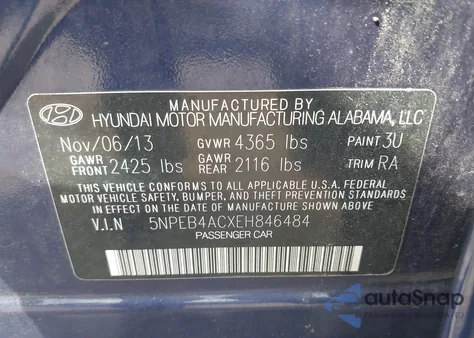 MANUFACTURED BY
HYUNDAI MOTOR MANUFACTURING ALABAMA, LLC
Nov/06/13 GVWR 4365 lbs PAINT 3U
GAWR FRONT 2425 lbs GAWR REAR 2116 lbs TRIM RA
THIS VEHICLE CONFORMS TO ALL APPLICABLE U.S.A. FEDERAL
MOTOR VEHICLE SAFETY, BUMPER, AND THEFT PREVENTION STANDARDS
IN EFFECT ON THE DATE OF MANUFACTURE SHOWN ABOVE.
V.I.N 5NPEB4ACXEH846484
PASSENGER CAR
autoSnap